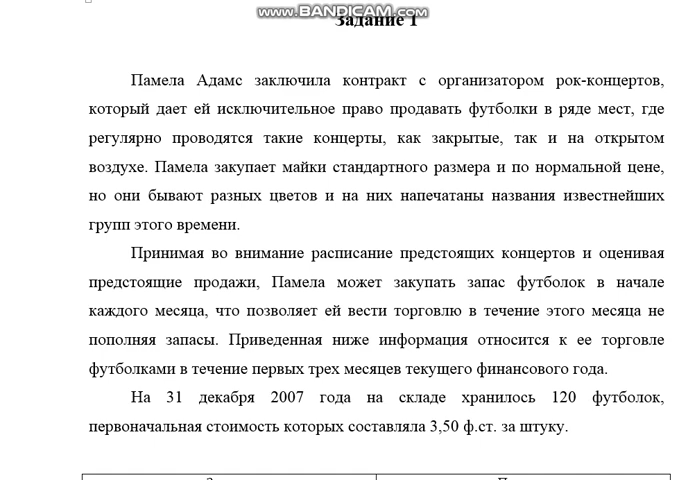 www.BANDICAM.com
Задание 1
Памела Адамс заключила контракт с организатором рок-концертов,
который дает ей исключительное право продавать футболки в ряде мест, где
регулярно проводятся такие концерты, как закрытые, так и на открытом
воздухе. Памела закупает майки стандартного размера и по нормальной цене,
но они бывают разных цветов и на них напечатаны названия известнейших
групп этого времени.
Принимая во внимание расписание предстоящих концертов и оценивая
предстоящие продажи, Памела может закупать запас футболок в начале
каждого месяца, что позволяет ей вести торговлю в течение этого месяца не
пополняя запасы. Приведенная ниже информация относится к ее торговле
футболками в течение первых трех месяцев текущего финансового года.
На 31 декабря 2007 года на складе хранилось 120 футболок,
первоначальная стоимость которых составляла 3,50 ф.ст. за штуку.